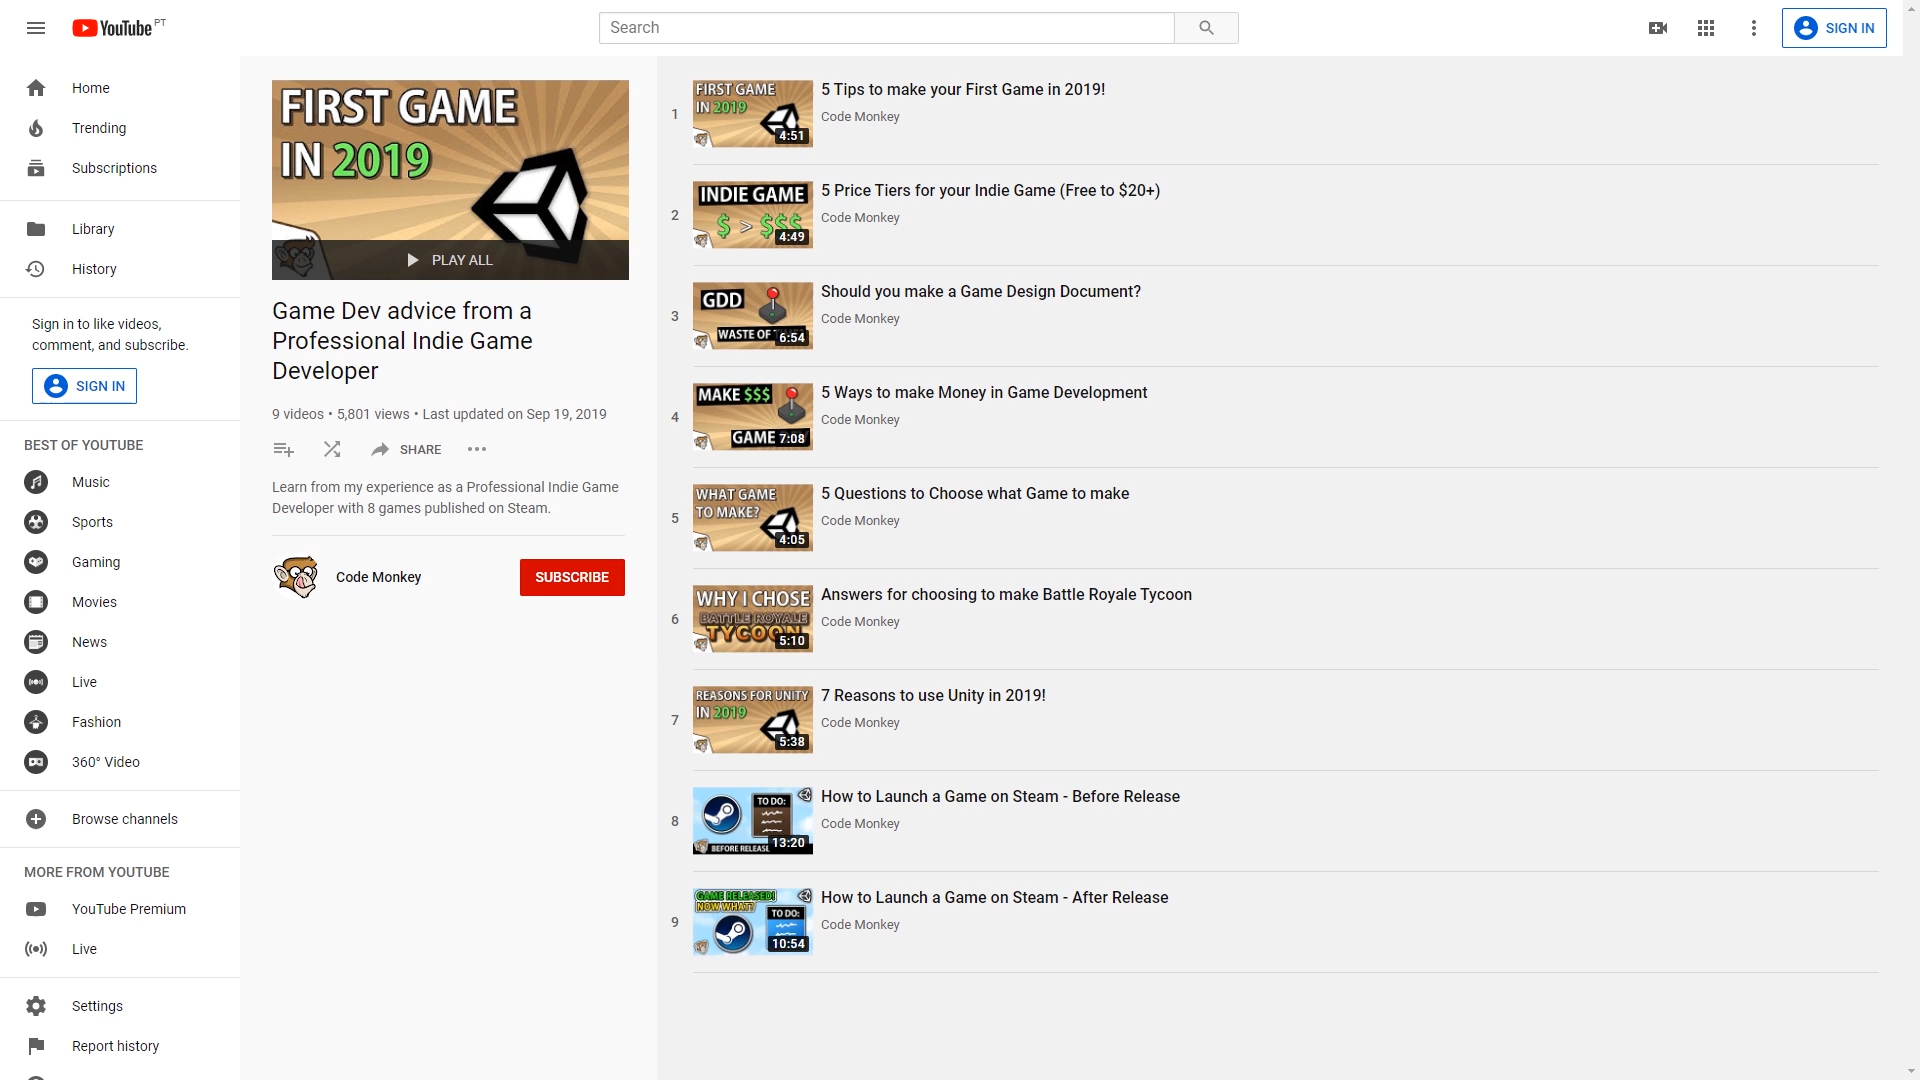 YouTube PT
Search
SIGN IN
Home
Trending
Subscriptions
Library
History
Sign in to like videos,
comment, and subscribe.
SIGN IN
BEST OF YOUTUBE
Music
Sports
Gaming
Movies
News
Live
Fashion
360° Video
Browse channels
MORE FROM YOUTUBE
YouTube Premium
Live
Settings
Report history
FIRST GAME
IN 2019
PLAY ALL
Game Dev advice from a
Professional Indie Game
Developer
9 videos • 5,801 views • Last updated on Sep 19, 2019
SHARE
Learn from my experience as a Professional Indie Game
Developer with 8 games published on Steam.
Code Monkey
SUBSCRIBE
1
FIRST GAME
IN 2019
4:51
5 Tips to make your First Game in 2019!
Code Monkey
2
INDIE GAME
$ > $$$
4:49
5 Price Tiers for your Indie Game (Free to $20+)
Code Monkey
3
GDD
WASTE OF
6:54
Should you make a Game Design Document?
Code Monkey
4
MAKE $$$
GAME
7:08
5 Ways to make Money in Game Development
Code Monkey
5
WHAT GAME
TO MAKE?
4:05
5 Questions to Choose what Game to make
Code Monkey
6
WHY I CHOSE
BATTLE ROYALE
TYCOON
5:10
Answers for choosing to make Battle Royale Tycoon
Code Monkey
7
REASONS FOR UNITY
IN 2019
5:38
7 Reasons to use Unity in 2019!
Code Monkey
8
TO DO:
BEFORE RELEASE
13:20
How to Launch a Game on Steam - Before Release
Code Monkey
9
GAME RELEASED!
NOW WHAT?
TO DO:
10:54
How to Launch a Game on Steam - After Release
Code Monkey